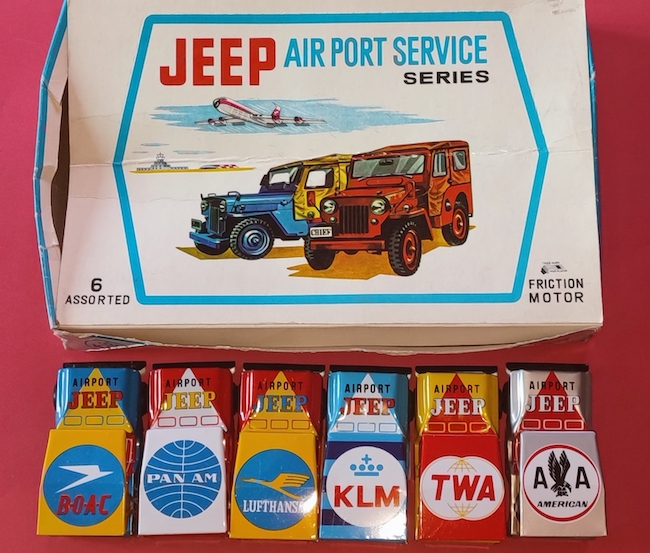 JEEP AIR PORT SERVICE
SERIES
CHIEF
6
ASSORTED
FRICTION
MOTOR
AIRPORT
JEEP
B·O·A·C
AIRPORT
JEEP
PAN AM
AIRPORT
JEEP
LUFTHANSA
AIRPORT
JEEP
KLM
AIRPORT
JEEP
TWA
AIRPORT
JEEP
AA
AMERICAN